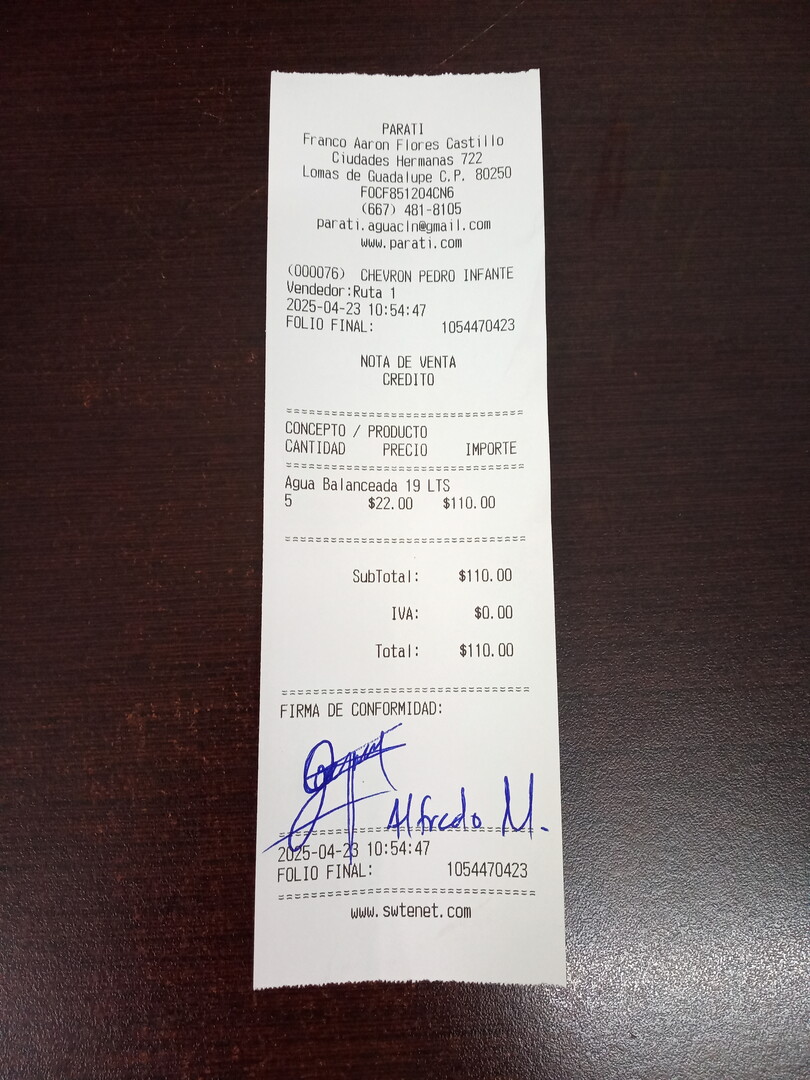 PARATI
Franco Aaron Flores Castillo
Ciudades Hermanas 722
Lomas de Guadalupe C.P. 80250
FOCF851204CN6
(667) 481-8105
parati.aguacln@gmail.com
www.parati.com
(000076) CHEVRON PEDRO INFANTE
Vendedor:Ruta 1
2025-04-23 10:54:47
FOLIO FINAL: 1054470423
NOTA DE VENTA
CREDITO
==============================
CONCEPTO / PRODUCTO
CANTIDAD PRECIO IMPORTE
==============================
Agua Balanceada 19 LTS
5 $22.00 $110.00
==============================
SubTotal: $110.00
IVA: $0.00
Total: $110.00
==============================
FIRMA DE CONFORMIDAD:
Alfredo M.
==============================
2025-04-23 10:54:47
FOLIO FINAL: 1054470423
==============================
www.swtenet.com